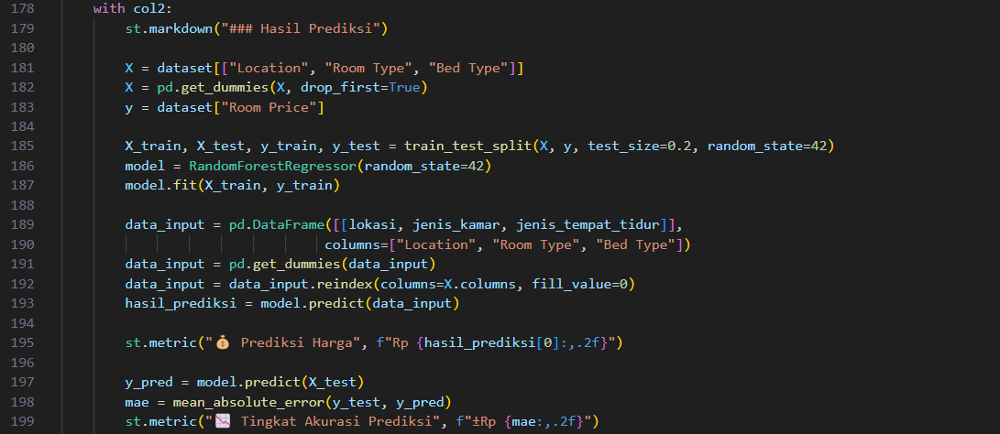 178 with col2:
179 st.markdown("### Hasil Prediksi")
180
181 X = dataset[["Location", "Room Type", "Bed Type"]]
182 X = pd.get_dummies(X, drop_first=True)
183 y = dataset["Room Price"]
184
185 X_train, X_test, y_train, y_test = train_test_split(X, y, test_size=0.2, random_state=42)
186 model = RandomForestRegressor(random_state=42)
187 model.fit(X_train, y_train)
188
189 data_input = pd.DataFrame([[lokasi, jenis_kamar, jenis_tempat_tidur]],
190 columns=["Location", "Room Type", "Bed Type"])
191 data_input = pd.get_dummies(data_input)
192 data_input = data_input.reindex(columns=X.columns, fill_value=0)
193 hasil_prediksi = model.predict(data_input)
194
195 st.metric("💰 Prediksi Harga", f"Rp {hasil_prediksi[0]:,.2f}")
196
197 y_pred = model.predict(X_test)
198 mae = mean_absolute_error(y_test, y_pred)
199 st.metric("📉 Tingkat Akurasi Prediksi", f"±Rp {mae:,.2f}")